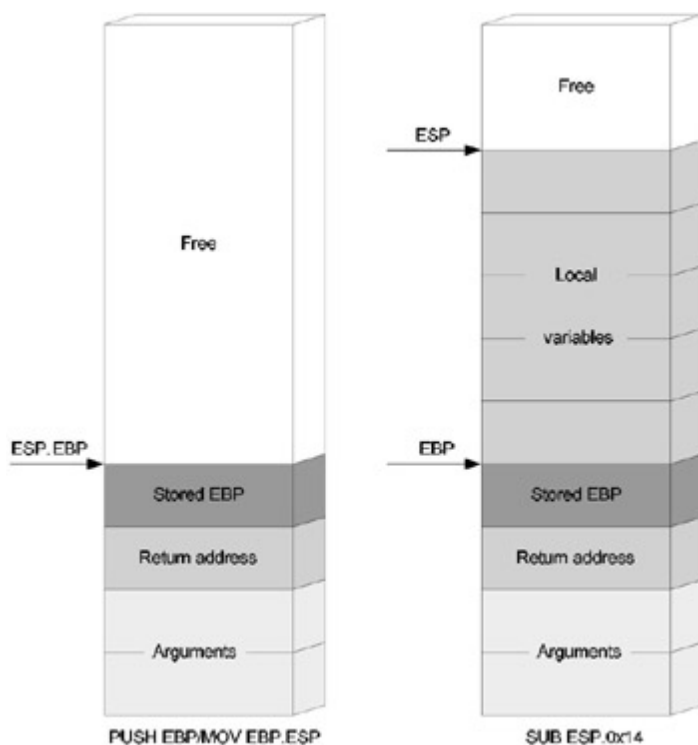 Free
ESP.EBP
Stored EBP
Return address
Arguments
PUSH EBP/MOV EBP.ESP
Free
ESP
Local
variables
EBP
Stored EBP
Return address
Arguments
SUB ESP.0x14